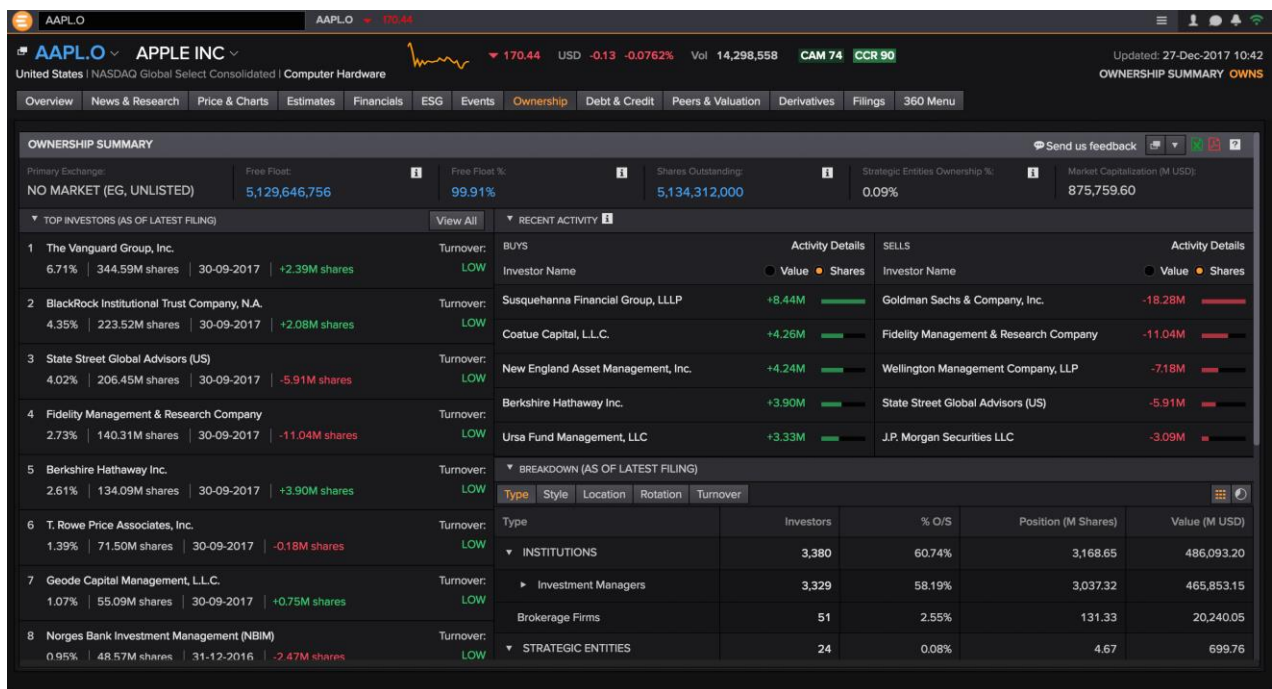 AAPL.O AAPL.O 170.44
AAPL.O APPLE INC 170.44 USD -0.13 -0.0762% Vol 14,298,558 CAM 74 CCR 90 Updated: 27-Dec-2017 10:42
United States | NASDAQ Global Select Consolidated | Computer Hardware OWNERSHIP SUMMARY OWNS
Overview News & Research Price & Charts Estimates Financials ESG Events Ownership Debt & Credit Peers & Valuation Derivatives Filings 360 Menu
OWNERSHIP SUMMARY Send us feedback
Primary Exchange: Free Float: Free Float %: Shares Outstanding: Strategic Entities Ownership %: Market Capitalization (M USD):
NO MARKET (EG, UNLISTED) 5,129,646,756 99.91% 5,134,312,000 0.09% 875,759.60
TOP INVESTORS (AS OF LATEST FILING) View All
1 The Vanguard Group, Inc. Turnover:
6.71% | 344.59M shares | 30-09-2017 | +2.39M shares LOW
2 BlackRock Institutional Trust Company, N.A. Turnover:
4.35% | 223.52M shares | 30-09-2017 | +2.08M shares LOW
3 State Street Global Advisors (US) Turnover:
4.02% | 206.45M shares | 30-09-2017 | -5.91M shares LOW
4 Fidelity Management & Research Company Turnover:
2.73% | 140.31M shares | 30-09-2017 | -11.04M shares LOW
5 Berkshire Hathaway Inc. Turnover:
2.61% | 134.09M shares | 30-09-2017 | +3.90M shares LOW
6 T. Rowe Price Associates, Inc. Turnover:
1.39% | 71.50M shares | 30-09-2017 | -0.18M shares LOW
7 Geode Capital Management, L.L.C. Turnover:
1.07% | 55.09M shares | 30-09-2017 | +0.75M shares LOW
8 Norges Bank Investment Management (NBIM) Turnover:
0.95% | 48.57M shares | 31-12-2016 | -2.47M shares LOW
RECENT ACTIVITY
BUYS Activity Details SELLS Activity Details
Investor Name Value Shares Investor Name Value Shares
Susquehanna Financial Group, LLLP +8.44M Goldman Sachs & Company, Inc. -18.28M
Coatue Capital, L.L.C. +4.26M Fidelity Management & Research Company -11.04M
New England Asset Management, Inc. +4.24M Wellington Management Company, LLP -7.18M
Berkshire Hathaway Inc. +3.90M State Street Global Advisors (US) -5.91M
Ursa Fund Management, LLC +3.33M J.P. Morgan Securities LLC -3.09M
BREAKDOWN (AS OF LATEST FILING)
Type Style Location Rotation Turnover
Type Investors % O/S Position (M Shares) Value (M USD)
INSTITUTIONS 3,380 60.74% 3,168.65 486,093.20
Investment Managers 3,329 58.19% 3,037.32 465,853.15
Brokerage Firms 51 2.55% 131.33 20,240.05
STRATEGIC ENTITIES 24 0.08% 4.67 699.76